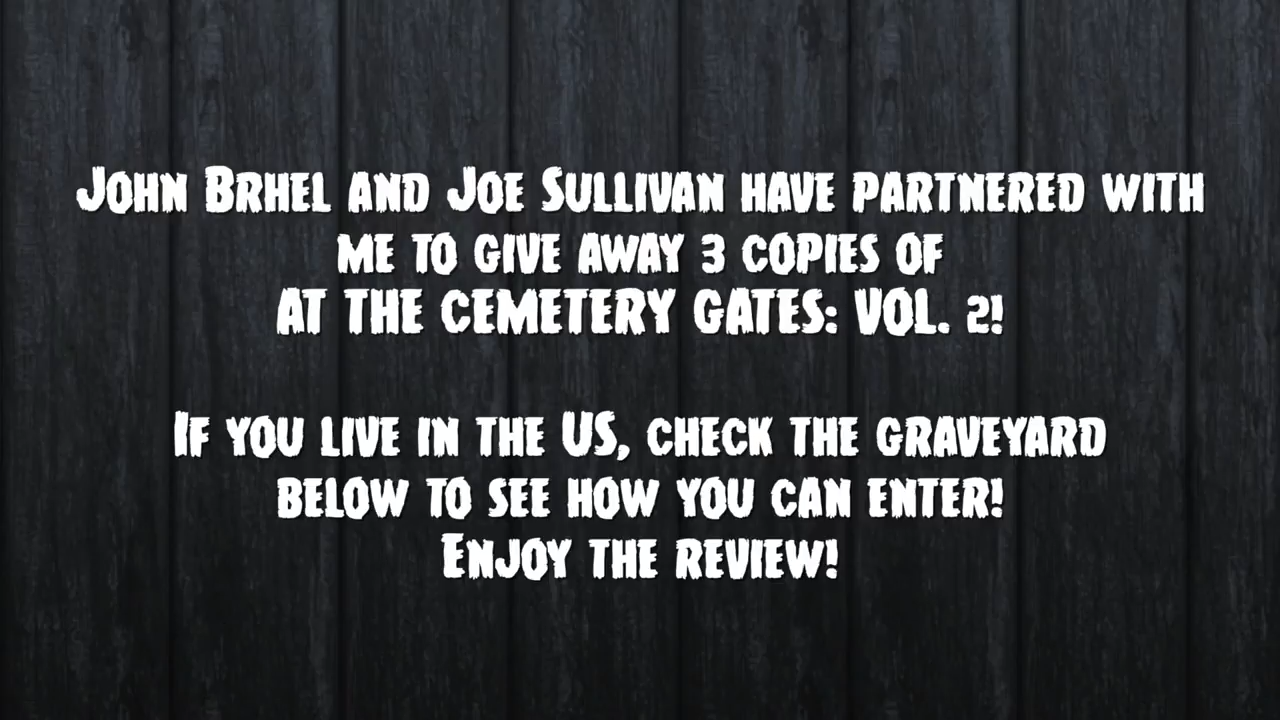 John Brhel and Joe Sullivan have partnered with
me to give away 3 copies of
AT THE CEMETERY GATES: VOL. 2!
If you live in the US, check the graveyard
below to see how you can enter!
Enjoy the review!